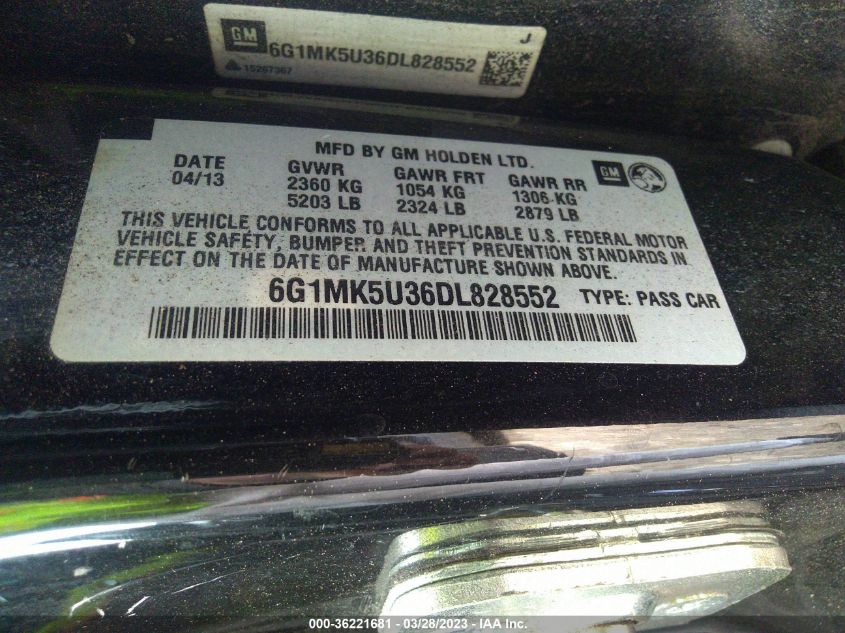 GM
J
6G1MK5U36DL828552
15267367
MFD BY GM HOLDEN LTD.
DATE GVWR GAWR FRT GAWR RR GM
04/13 2360 KG 1054 KG 1306 KG
5203 LB 2324 LB 2879 LB
THIS VEHICLE CONFORMS TO ALL APPLICABLE U.S. FEDERAL MOTOR
VEHICLE SAFETY, BUMPER, AND THEFT PREVENTION STANDARDS IN
EFFECT ON THE DATE OF MANUFACTURE SHOWN ABOVE.
6G1MK5U36DL828552 TYPE: PASS CAR
000-36221681 - 03/28/2023 - IAA Inc.